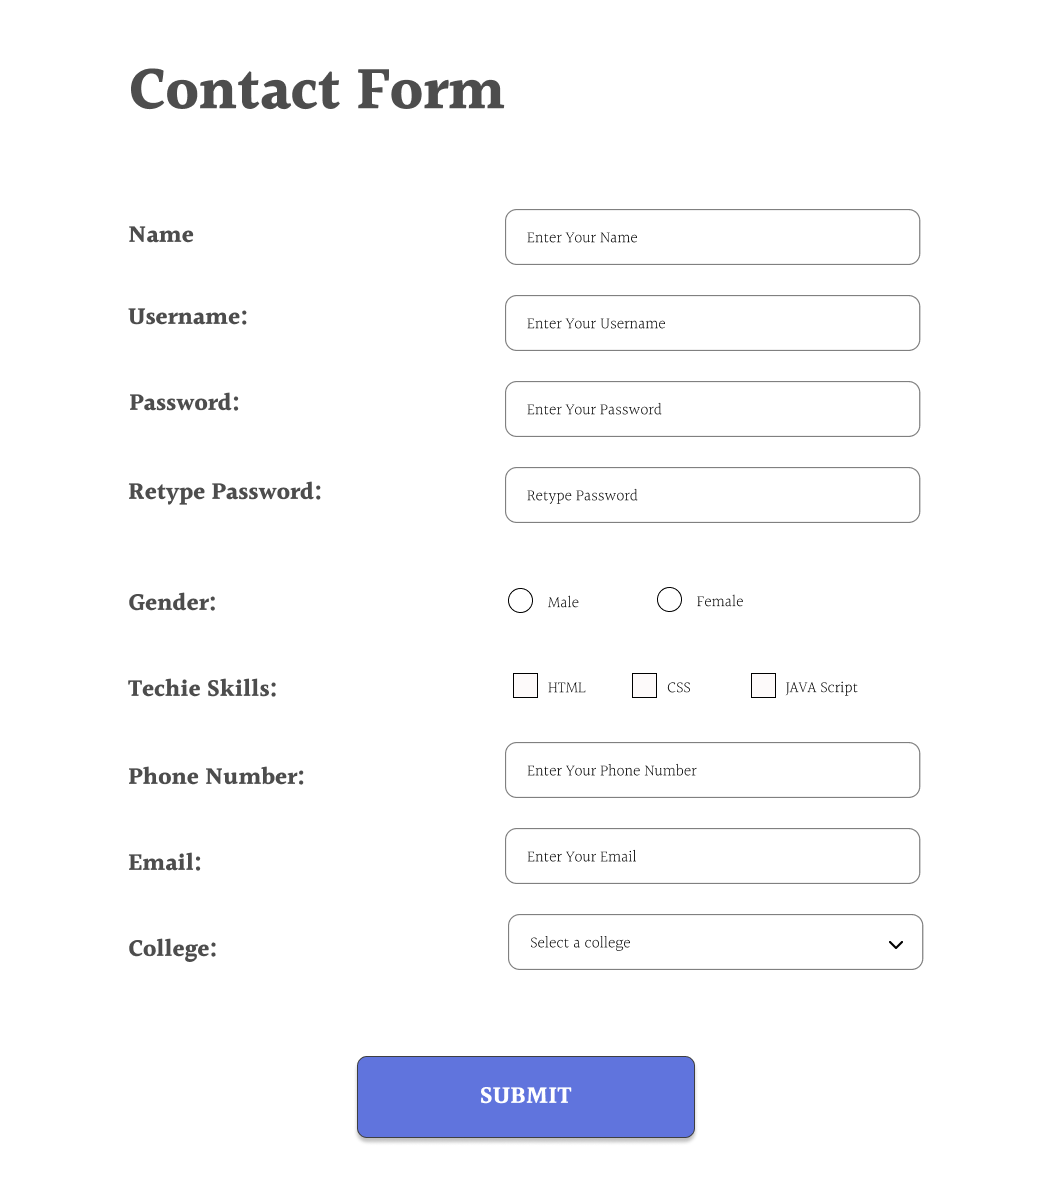 Contact Form
Name
Enter Your Name
Username:
Enter Your Username
Password:
Enter Your Password
Retype Password:
Retype Password
Gender:
Male
Female
Techie Skills:
HTML
CSS
JAVA Script
Phone Number:
Enter Your Phone Number
Email:
Enter Your Email
College:
Select a college
SUBMIT